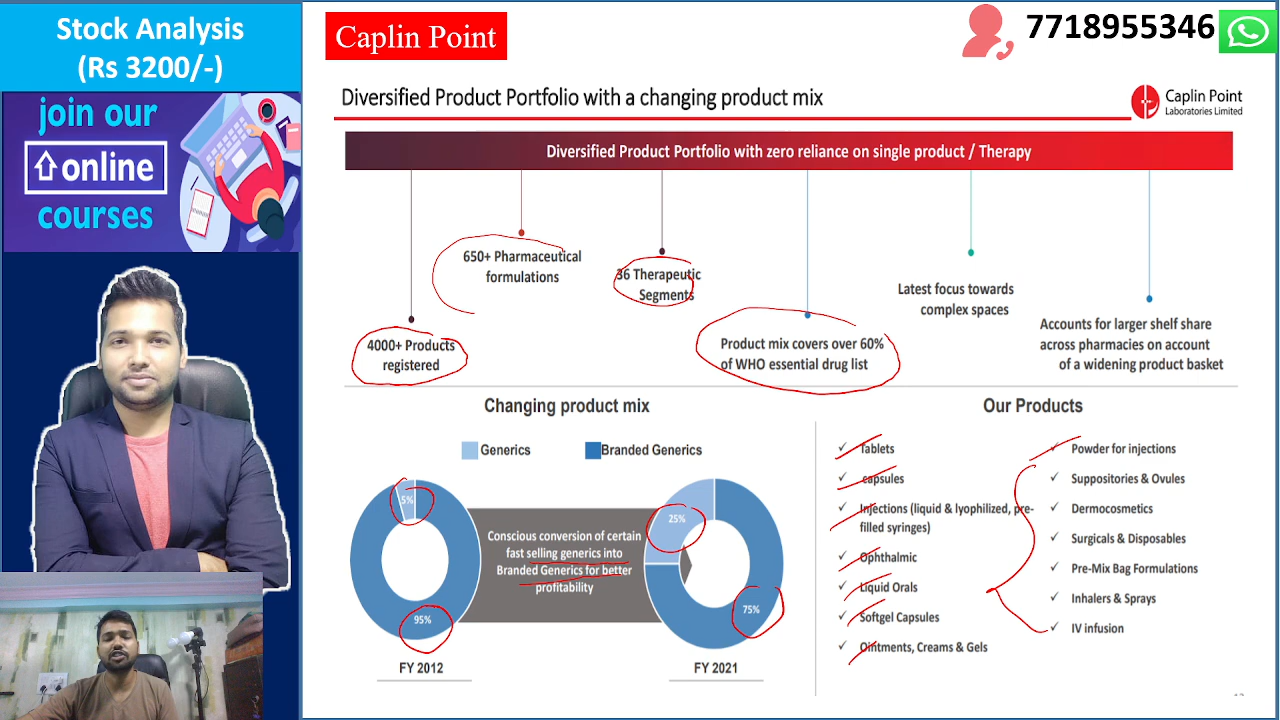 Stock Analysis
(Rs 3200/-)
join our
online
courses
Caplin Point
7718955346
Diversified Product Portfolio with a changing product mix
Caplin Point
Laboratories Limited
Diversified Product Portfolio with zero reliance on single product / Therapy
650+ Pharmaceutical
formulations
36 Therapeutic
Segments
Latest focus towards
complex spaces
4000+ Products
registered
Product mix covers over 60%
of WHO essential drug list
Accounts for larger shelf share
across pharmacies on account
of a widening product basket
Changing product mix
Generics
Branded Generics
5%
95%
FY 2012
Conscious conversion of certain
fast selling generics into
Branded Generics for better
profitability
25%
75%
FY 2021
Our Products
Tablets
capsules
Injections (liquid & lyophilized, pre-
filled syringes)
Ophthalmic
Liquid Orals
Softgel Capsules
Ointments, Creams & Gels
Powder for injections
Suppositories & Ovules
Dermocosmetics
Surgicals & Disposables
Pre-Mix Bag Formulations
Inhalers & Sprays
IV infusion